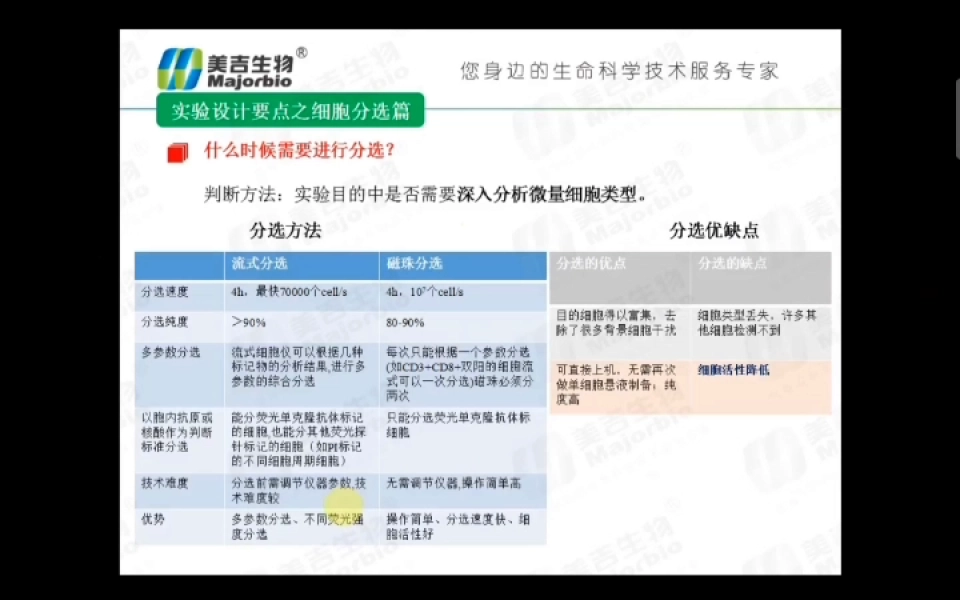 美吉生物®
Majorbio
您身边的生命科学技术服务专家
实验设计要点之细胞分选篇
什么时候需要进行分选?
判断方法：实验目的中是否需要深入分析微量细胞类型。
分选方法
流式分选 磁珠分选
分选速度 4h，最快70000个cell/s 4h，10⁷个cell/s
分选纯度 ＞90% 80-90%
多参数分选 流式细胞仪可以根据几种 每次只能根据一个参数分选
标记物的分析结果,进行多 (如CD3+CD8+双阳的细胞流
参数的综合分选 式可以一次分选)磁珠必须分
两次
以胞内抗原或 能分荧光单克隆抗体标记 只能分选荧光单克隆抗体标
核酸作为判断 的细胞,也能分其他荧光探 细胞
标准分选 针标记的细胞（如PI标记
的不同细胞周期细胞）
技术难度 分选前需调节仪器参数,技 无需调节仪器,操作简单高
术难度较
优势 多参数分选、不同荧光强 操作简单、分选速度快、细
度分选 胞活性好
分选优缺点
分选的优点 分选的缺点
目的细胞得以富集，去 细胞类型丢失，许多其
除了很多背景细胞干扰 他细胞检测不到
可直接上机，无需再次 细胞活性降低
做单细胞悬液制备；纯
度高